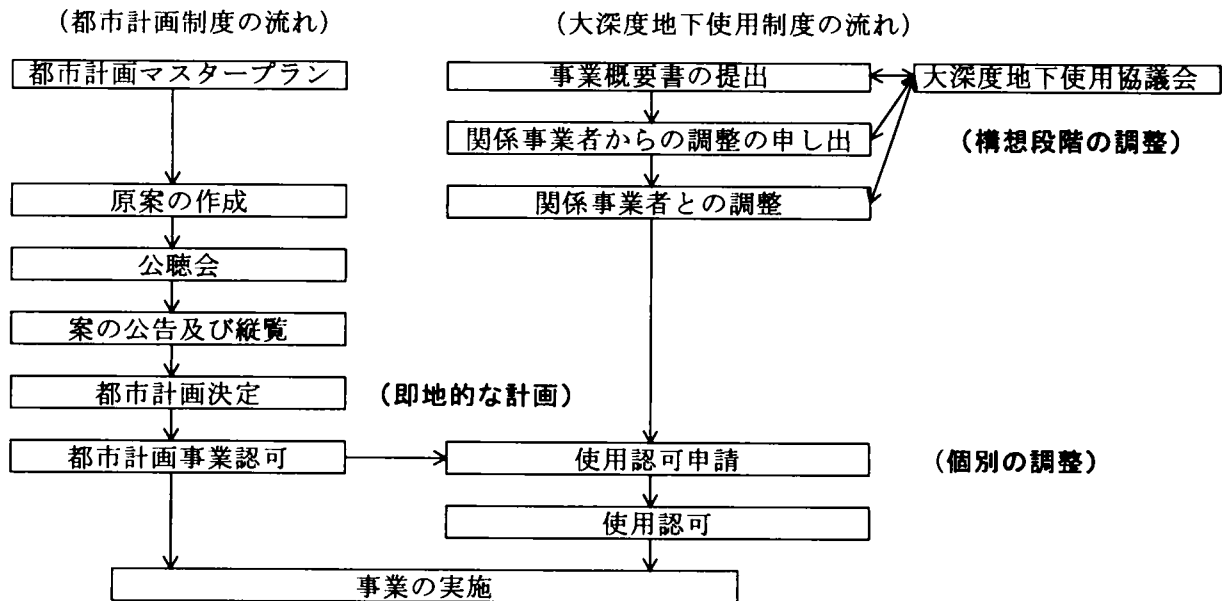 (都市計画制度の流れ)
(大深度地下使用制度の流れ)
都市計画マスタープラン
事業概要書の提出
大深度地下使用協議会
関係事業者からの調整の申し出
(構想段階の調整)
原案の作成
関係事業者との調整
公聴会
案の公告及び縦覧
都市計画決定
(即地的な計画)
都市計画事業認可
使用認可申請
(個別の調整)
使用認可
事業の実施